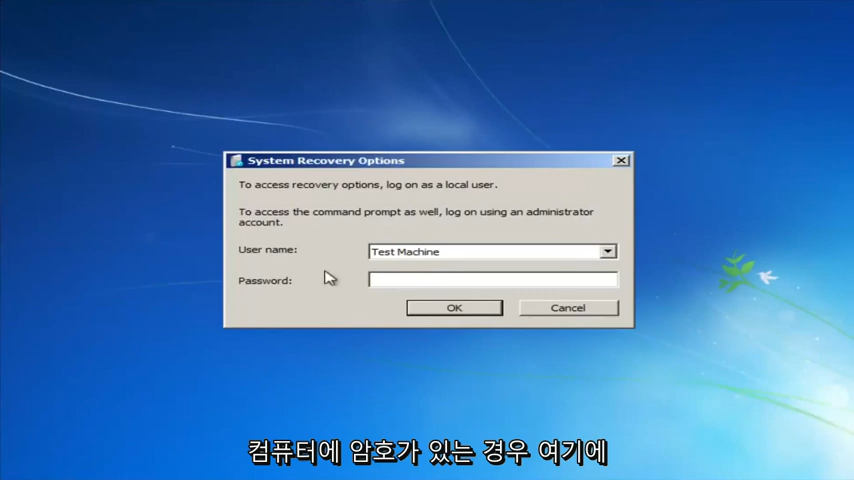 System Recovery Options
To access recovery options, log on as a local user.
To access the command prompt as well, log on using an administrator
account.
User name:
Test Machine
Password:
OK
Cancel
컴퓨터에 암호가 있는 경우 여기에